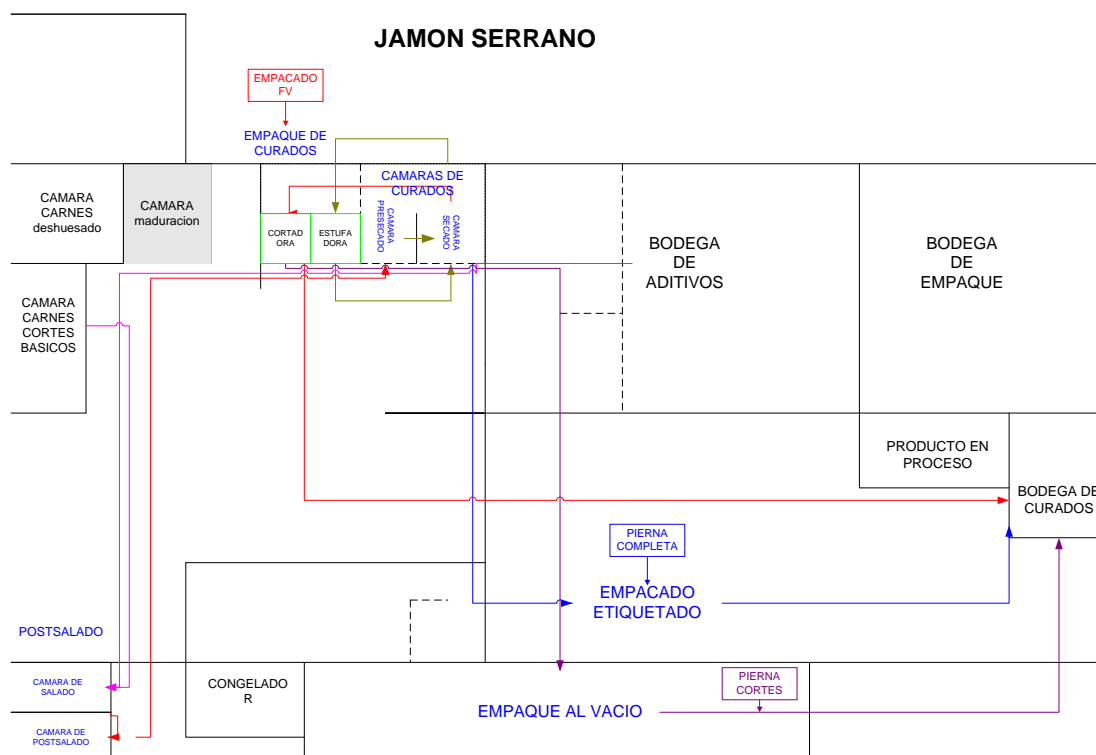 JAMON SERRANO
EMPACADO
FV
EMPAQUE DE
CURADOS
CAMARA
CARNES
deshuesado
CAMARA
maduracion
CAMARAS DE
CURADOS
CORTAD
ORA
ESTUFA
DORA
CAMARA
PRESECADO
CAMARA
SECADO
BODEGA
DE
ADITIVOS
BODEGA
DE
EMPAQUE
CAMARA
CARNES
CORTES
BASICOS
PRODUCTO EN
PROCESO
BODEGA DE
CURADOS
PIERNA
COMPLETA
EMPACADO
ETIQUETADO
POSTSALADO
CAMARA DE
SALADO
CONGELADO
R
PIERNA
CORTES
EMPAQUE AL VACIO
CAMARA DE
POSTSALADO